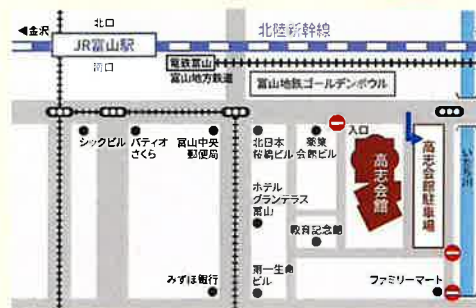 北口
◀金沢
北陸新幹線
JR富山駅
南口
電鉄富山
富山地方鉄道
富山地鉄ゴールデンボウル
シックビル
パティオ
さくら
富山中央
郵便局
北日本
桜橋ビル
薬業
会館ビル
入口
高志会館
高志会館駐車場
いたち川
ホテル
グランテラス
富山
教育記念館
みずほ銀行
第一生命
ビル
ファミリーマート